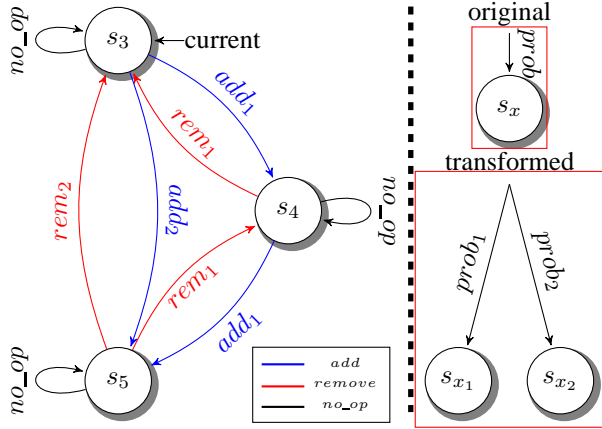 no_op
s3
current
add1
rem1
rem2
add2
s4
no_op
rem1
add1
no_op
s5
add
remove
no_op
original
prob
sx
transformed
prob1
prob2
sx1
sx2